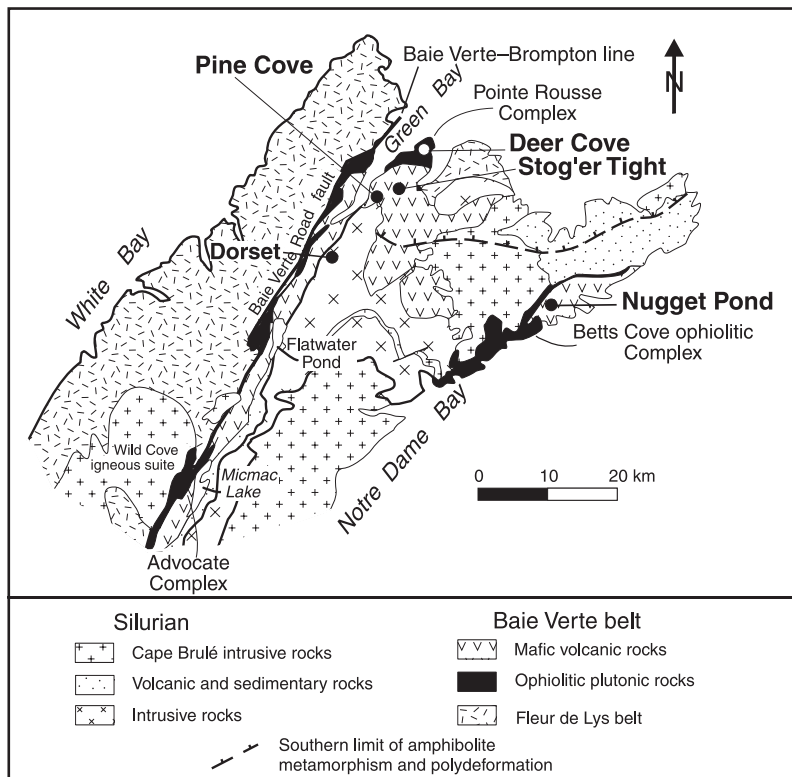 Baie Verte–Brompton line
Pine Cove
N
Green Bay
Pointe Rousse
Complex
Deer Cove
Stog'er Tight
Baie Verte Road fault
Dorset
White Bay
Nugget Pond
Betts Cove ophiolitic
Complex
Flatwater
Pond
Wild Cove
igneous suite
Micmac
Lake
Notre Dame Bay
0 10 20 km
Advocate
Complex
Silurian
Cape Brulé intrusive rocks
Volcanic and sedimentary rocks
Intrusive rocks
Baie Verte belt
Mafic volcanic rocks
Ophiolitic plutonic rocks
Fleur de Lys belt
Southern limit of amphibolite
metamorphism and polydeformation